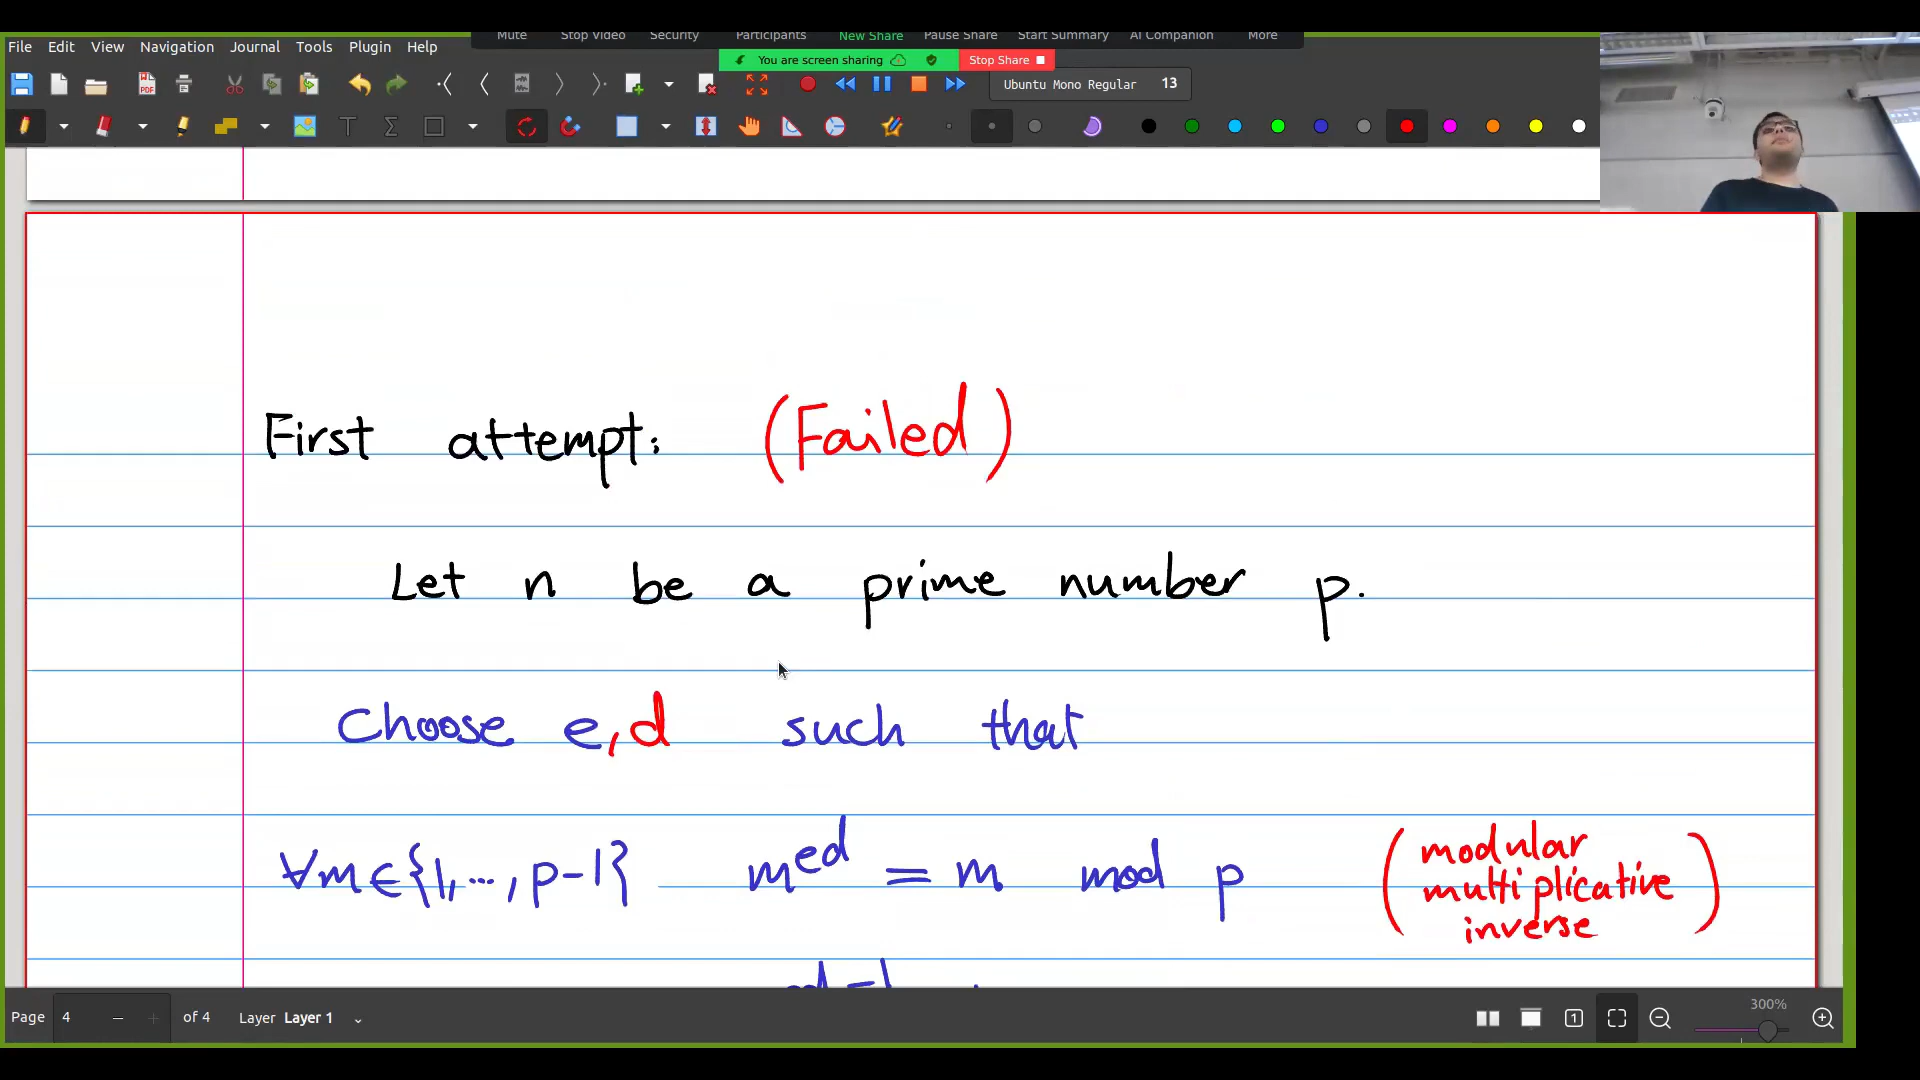 Mute Stop Video Security Participants New Share Pause Share Start Summary AI Companion More
File Edit View Navigation Journal Tools Plugin Help
You are screen sharing Stop Share
Ubuntu Mono Regular 13
First attempt: (Failed)
Let n be a prime number p.
Choose e,d such that
∀m∈{1,...,p-1} m^ed = m mod p (modular multiplicative inverse)
Page 4 of 4 Layer Layer 1 300%